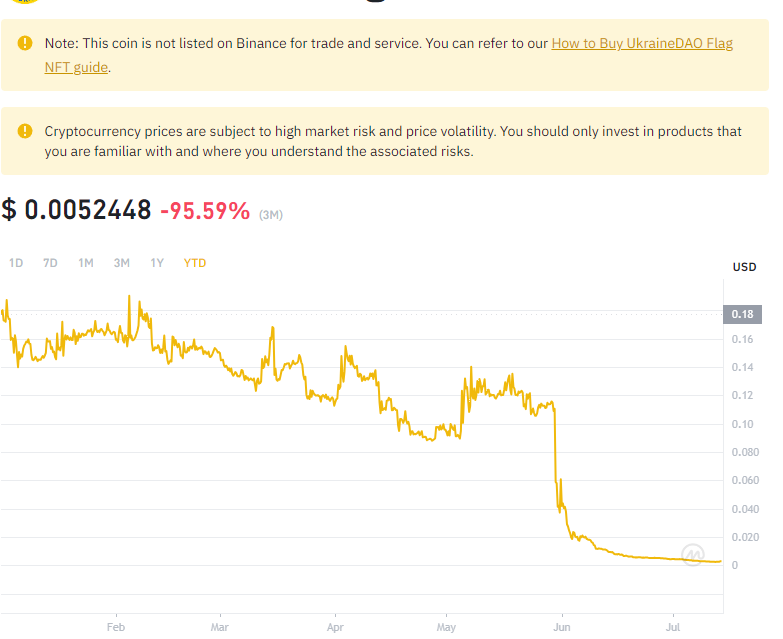 Note: This coin is not listed on Binance for trade and service. You can refer to our How to Buy UkraineDAO Flag
NFT guide.
Cryptocurrency prices are subject to high market risk and price volatility. You should only invest in products that
you are familiar with and where you understand the associated risks.
$ 0.0052448 -95.59% (3M)
1D 7D 1M 3M 1Y YTD
USD
0.18
0.16
0.14
0.12
0.10
0.080
0.060
0.040
0.020
0
Feb Mar Apr May Jun Jul